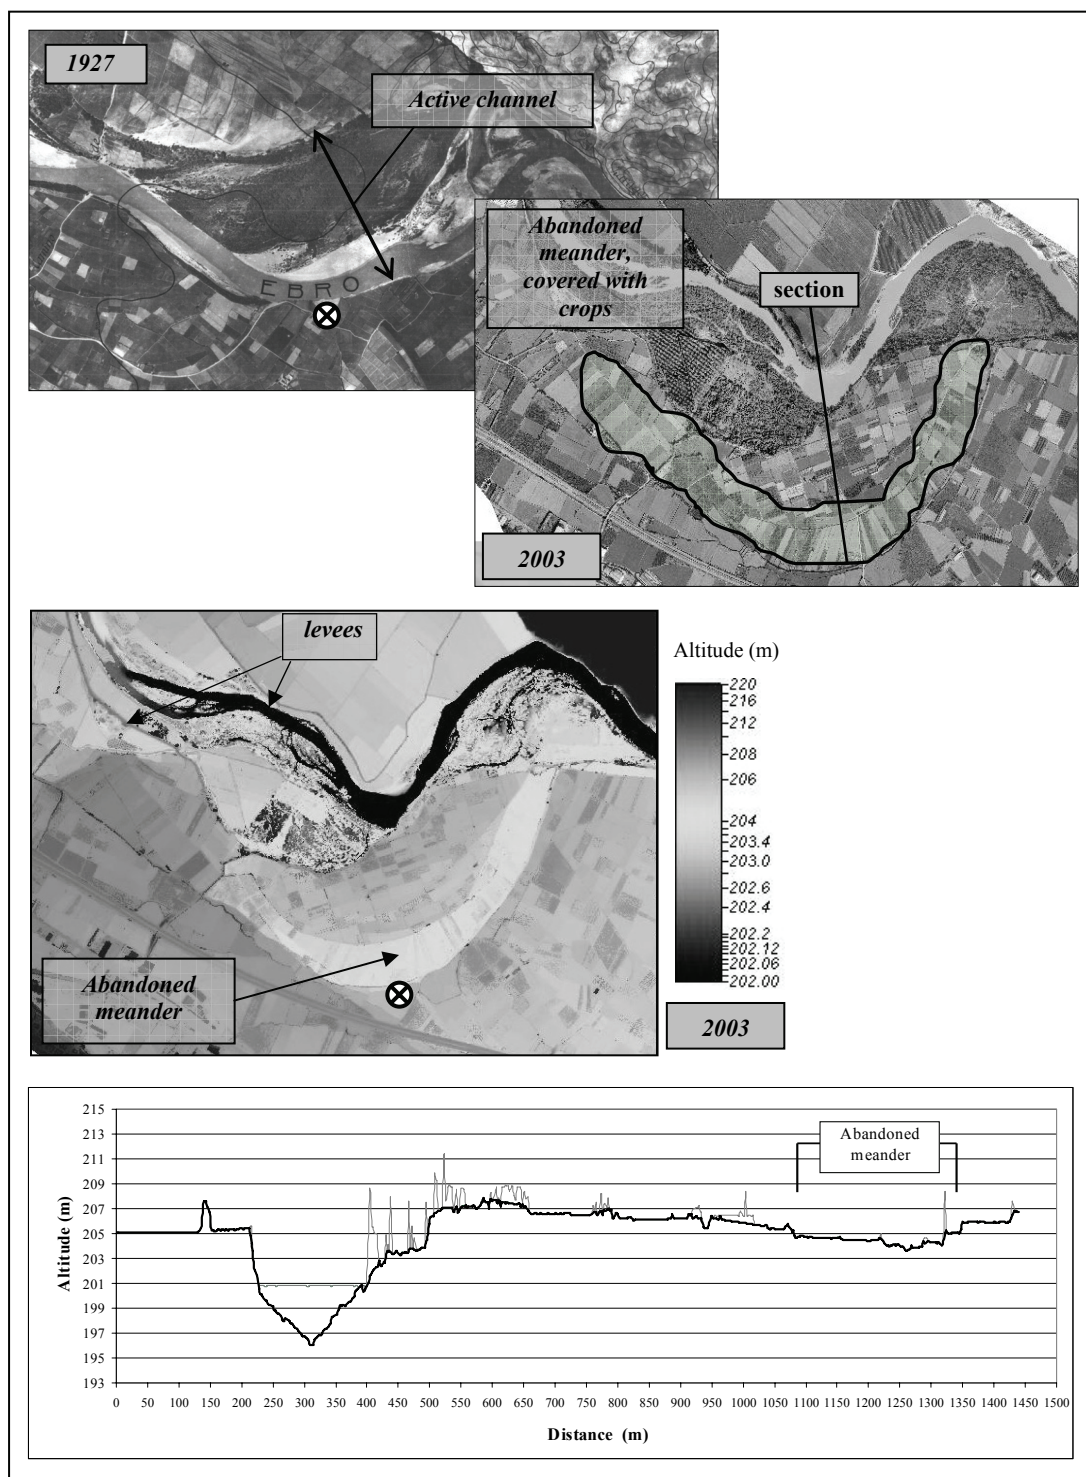 1927
Active channel
EBRO
Abandoned
meander,
covered with
crops
section
2003
levees
Abandoned
meander
Altitude (m)
220
216
212
208
206
204
203.4
203.0
202.6
202.4
202.2
202.12
202.06
202.00
2003
215
213
211
209
207
205
203
201
199
197
195
193
Altitude (m)
Abandoned
meander
0 50 100 150 200 250 300 350 400 450 500 550 600 650 700 750 800 850 900 950 1000 1050 1100 1150 1200 1250 1300 1350 1400 1450 1500
Distance (m)